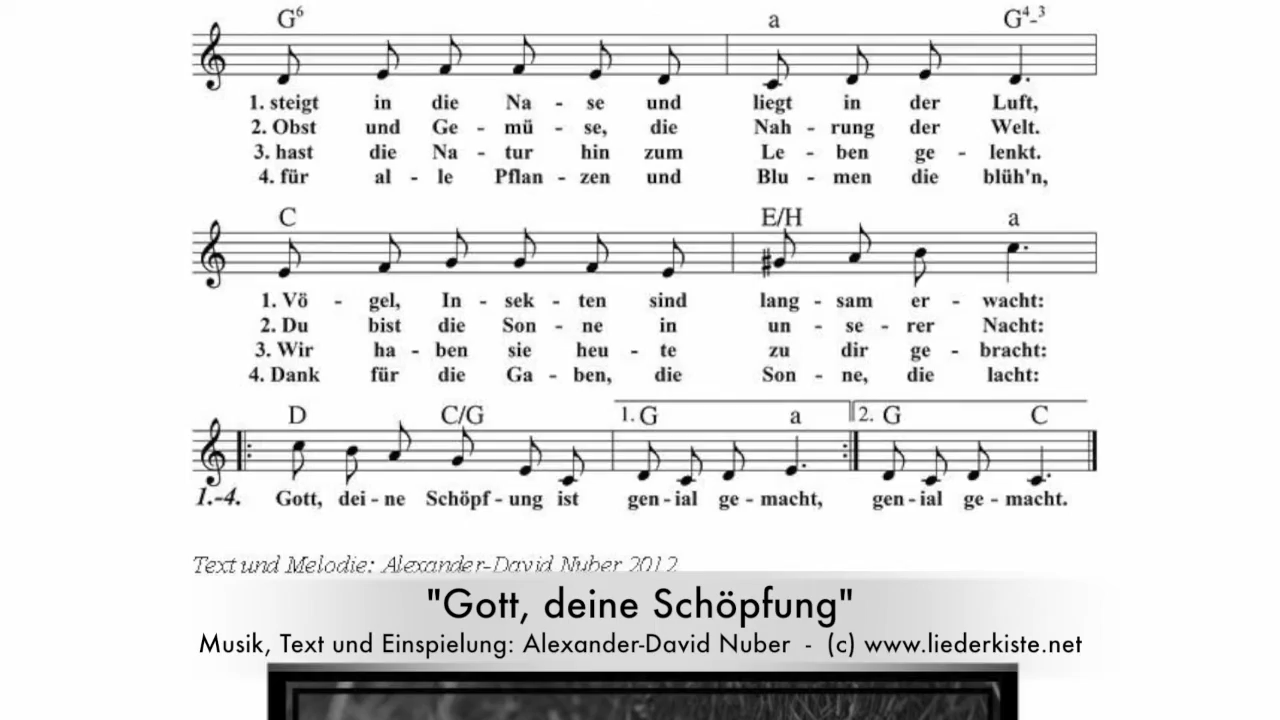 G6 a G4-3
1. steigt in die Na - se und liegt in der Luft,
2. Obst und Ge - mü - se, die Nah - rung der Welt.
3. hast die Na - tur hin zum Le - ben ge - lenkt.
4. für al - le Pflan - zen und Blu - men die blüh'n,
C E/H a
1. Vö - gel, In - sek - ten sind lang - sam er - wacht:
2. Du bist die Son - ne in un - se - rer Nacht:
3. Wir ha - ben sie heu - te zu dir ge - bracht:
4. Dank für die Ga - ben, die Son - ne, die lacht:
D C/G 1. G a 2. G C
1.-4. Gott, dei - ne Schöpf - ung ist gen - ial ge - macht, gen - ial ge - macht.
Text und Melodie: Alexander-David Nuber 2012
"Gott, deine Schöpfung"
Musik, Text und Einspielung: Alexander-David Nuber - (c) www.liederkiste.net